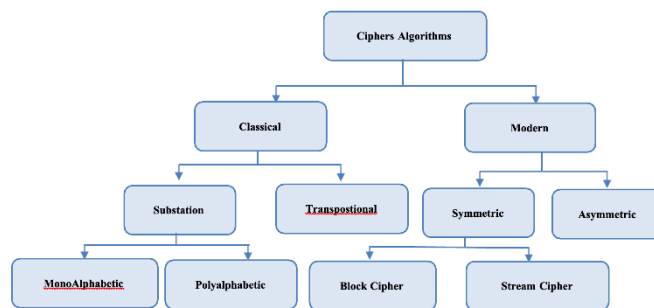 Ciphers Algorithms
Classical
Modern
Substation
Transpostional
Symmetric
Asymmetric
MonoAlphabetic
Polyalphabetic
Block Cipher
Stream Cipher